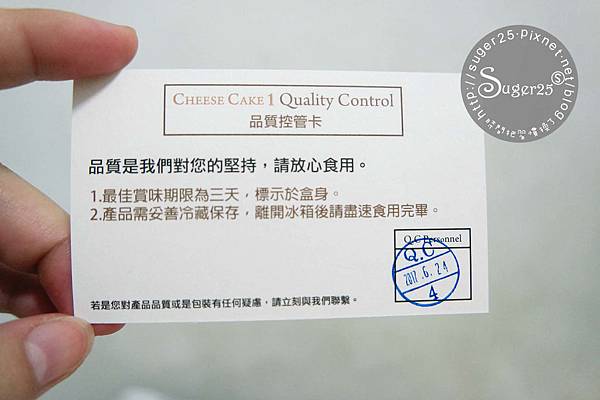 CHEESE CAKE 1 Quality Control
品質控管卡
品質是我們對您的堅持，請放心食用。
1.最佳賞味期限為三天，標示於盒身。
2.產品需妥善冷藏保存，離開冰箱後請盡速食用完畢。
Q.C Personnel
Q.C
2017.6.24
4
若是您對產品品質或是包裝有任何疑慮，請立刻與我們聯繫。
http://suger25.pixnet.net/blog
Suger25